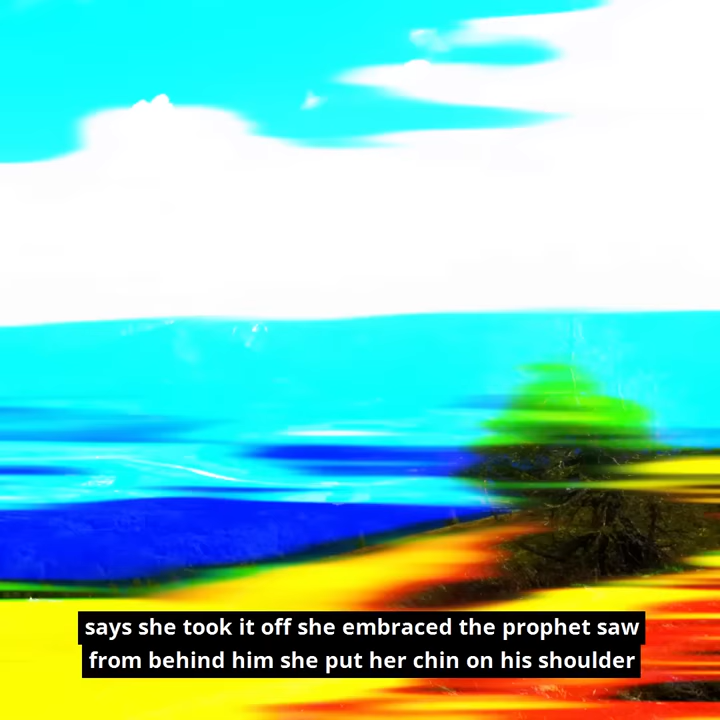 says she took it off she embraced the prophet saw
from behind him she put her chin on his shoulder